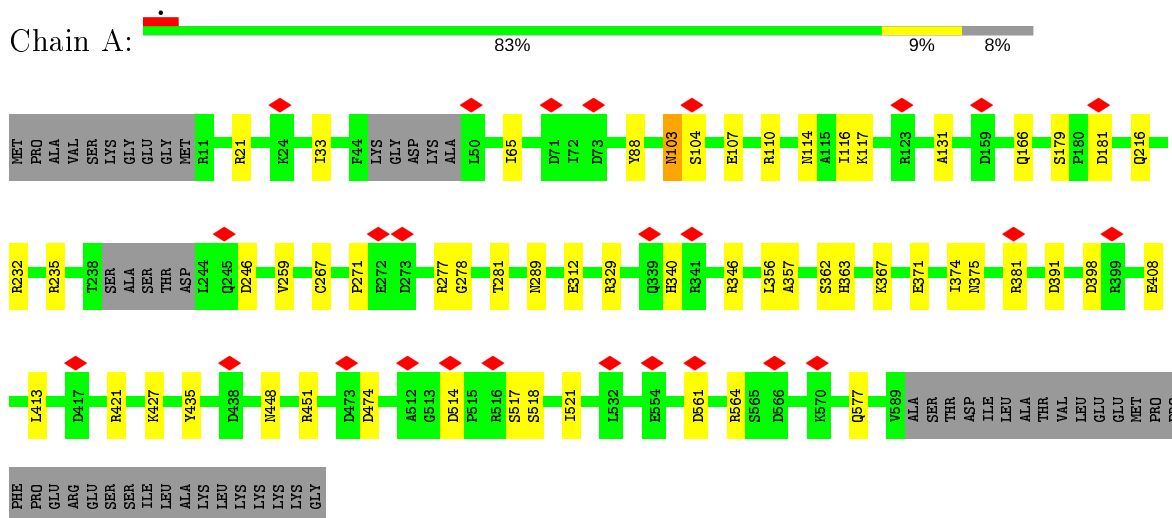 Chain A:
83% 9% 8%
MET PRO ALA VAL SER LYS GLY GLU GLY MET R11 R21 K24 I33 F44 LYS GLY ASP LYS ALA L50 I65 D71 I72 D73 Y88 N103 S104 E107 R110 N114 A115 I116 K117 R123 A131 D159 Q166 S179 P180 D181 Q216
R232 R235 T238 SER ALA SER THR ASP L244 Q245 D246 V259 C267 P271 E272 D273 R277 G278 T281 N289 E312 R329 Q339 H340 R341 R346 L356 A357 S362 H363 K367 E371 I374 N375 R381 D391 D398 R399 E408
L413 D417 R421 K427 Y435 D438 N448 R451 D473 D474 A512 G513 D514 P515 R516 S517 S518 I521 L532 E554 D561 R564 S565 D566 K570 Q577 V589 ALA SER THR ASP ILE LEU ALA THR VAL LEU GLU GLU MET PRO
PHE PRO GLU ARG GLU SER SER ILE LEU ALA LYS LEU LYS LYS LYS LYS GLY